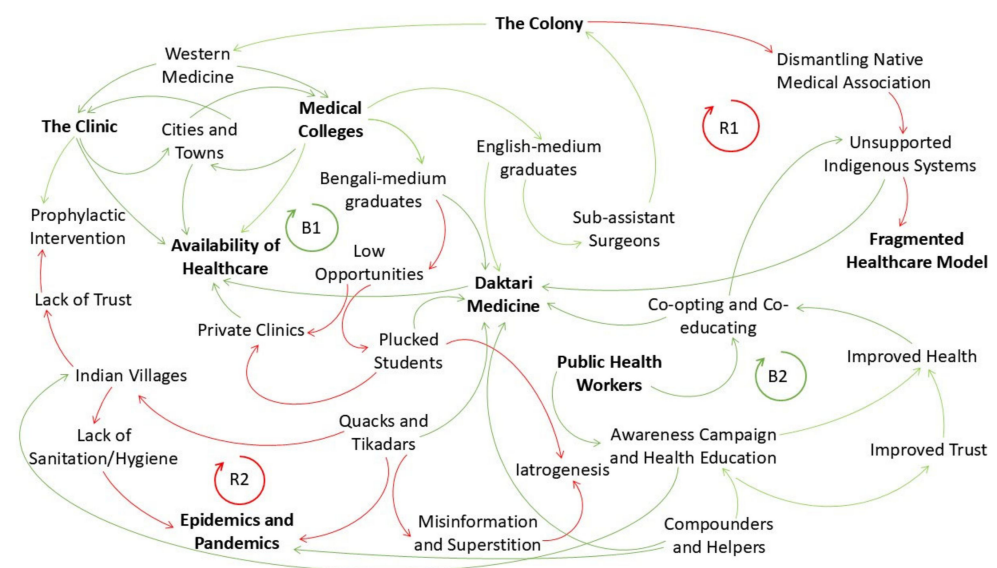 The Colony
Western
Medicine
Dismantling Native
Medical Association
The Clinic
Cities and
Towns
Medical
Colleges
R1
English-medium
graduates
Unsupported
Indigenous Systems
Bengali-medium
graduates
Prophylactic
Intervention
B1
Sub-assistant
Surgeons
Availability of
Healthcare
Low
Opportunities
Fragmented
Healthcare Model
Daktari
Medicine
Lack of Trust
Private Clinics
Co-opting and Co-
educating
Plucked
Students
Public Health
Workers
Improved Health
Indian Villages
B2
Quacks and
Tikadars
Lack of
Sanitation/Hygiene
Awareness Campaign
and Health Education
Improved Trust
Iatrogenesis
R2
Epidemics and
Pandemics
Misinformation
and Superstition
Compounders
and Helpers